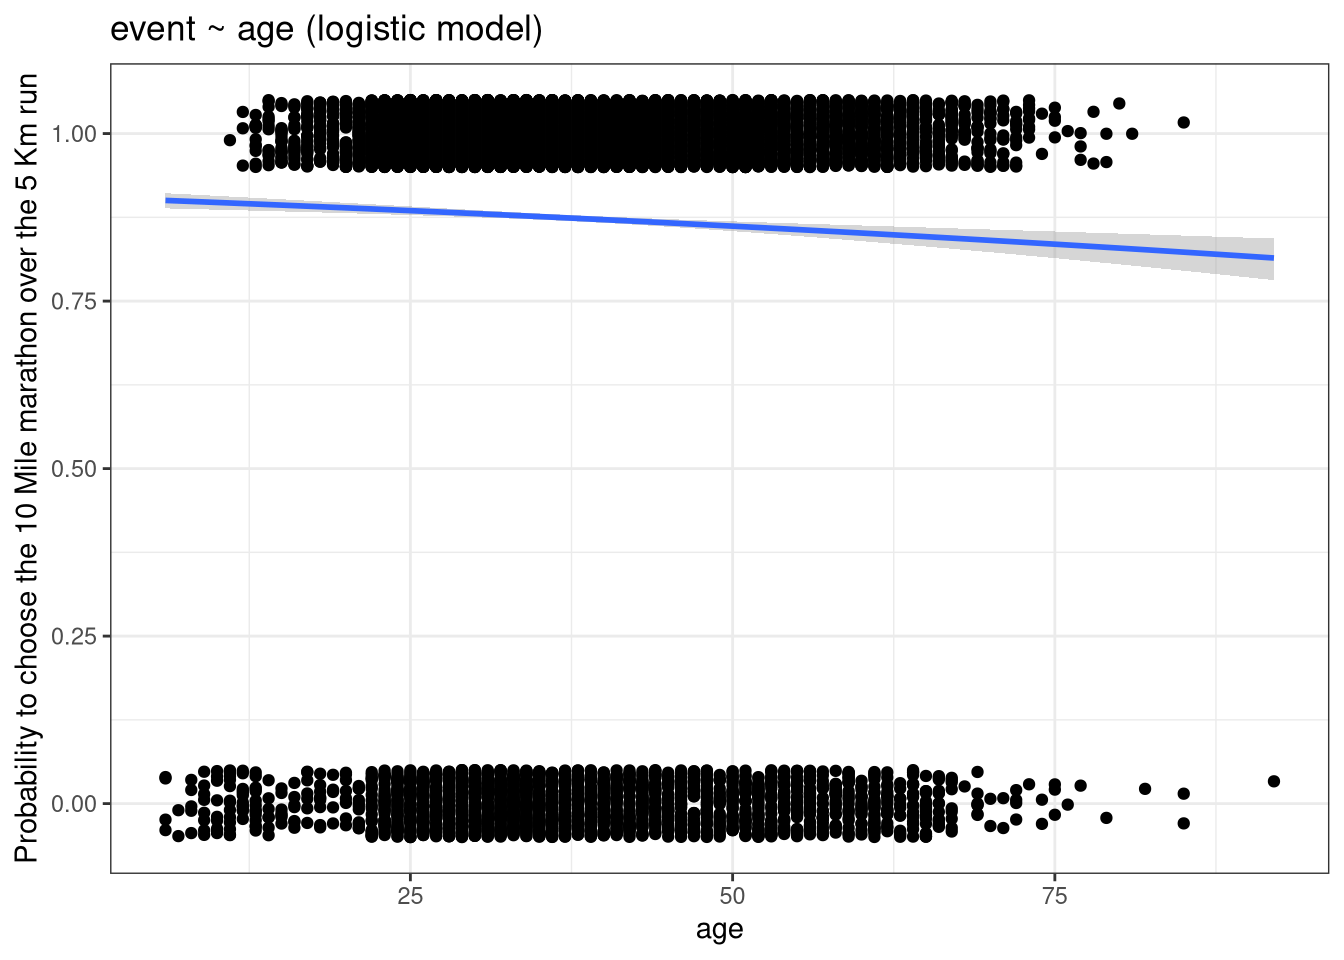 event ~ age (logistic model)
Probability to choose the 10 Mile marathon over the 5 Km run
1.00
0.75
0.50
0.25
0.00
25
50
75
age